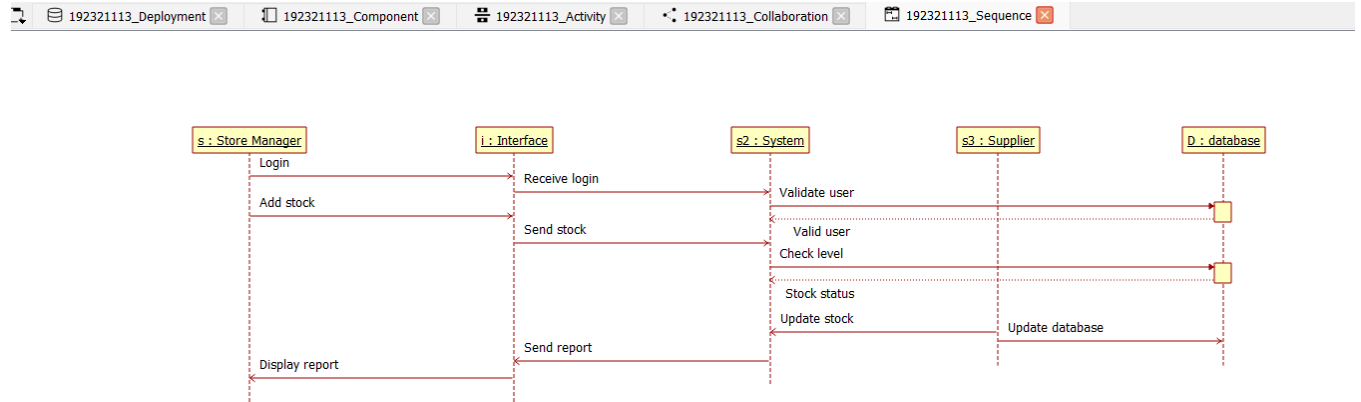 192321113_Deployment
192321113_Component
192321113_Activity
192321113_Collaboration
192321113_Sequence
s : Store Manager
i : Interface
s2 : System
s3 : Supplier
D : database
Login
Receive login
Validate user
Add stock
Send stock
Valid user
Check level
Stock status
Update stock
Update database
Send report
Display report